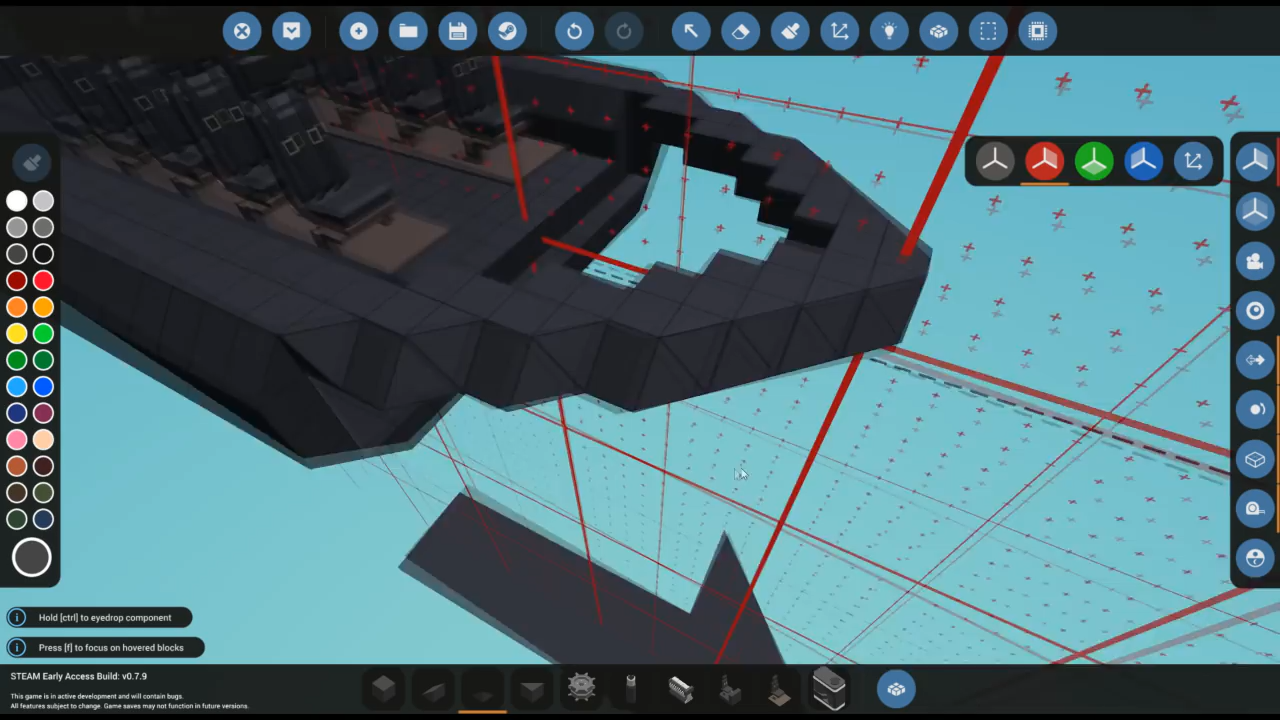 Hold [ctrl] to eyedrop component
Press [f] to focus on hovered blocks
STEAM Early Access Build: v0.7.9
This game is in active development and will contain bugs.
All features subject to change. Game saves may not function in future versions.